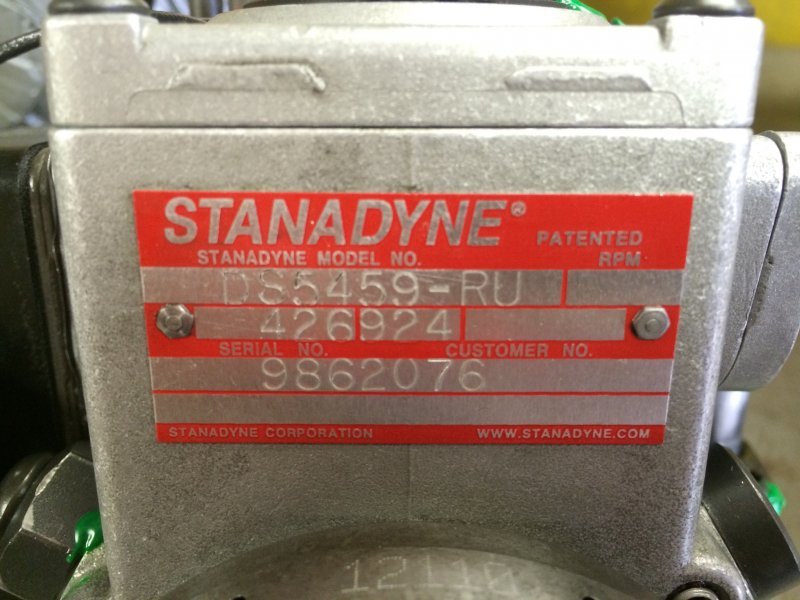 STANADYNE® PATENTED
STANADYNE MODEL NO. RPM
DS5459-RU
426924
SERIAL NO. CUSTOMER NO.
9862076
STANADYNE CORPORATION WWW.STANADYNE.COM